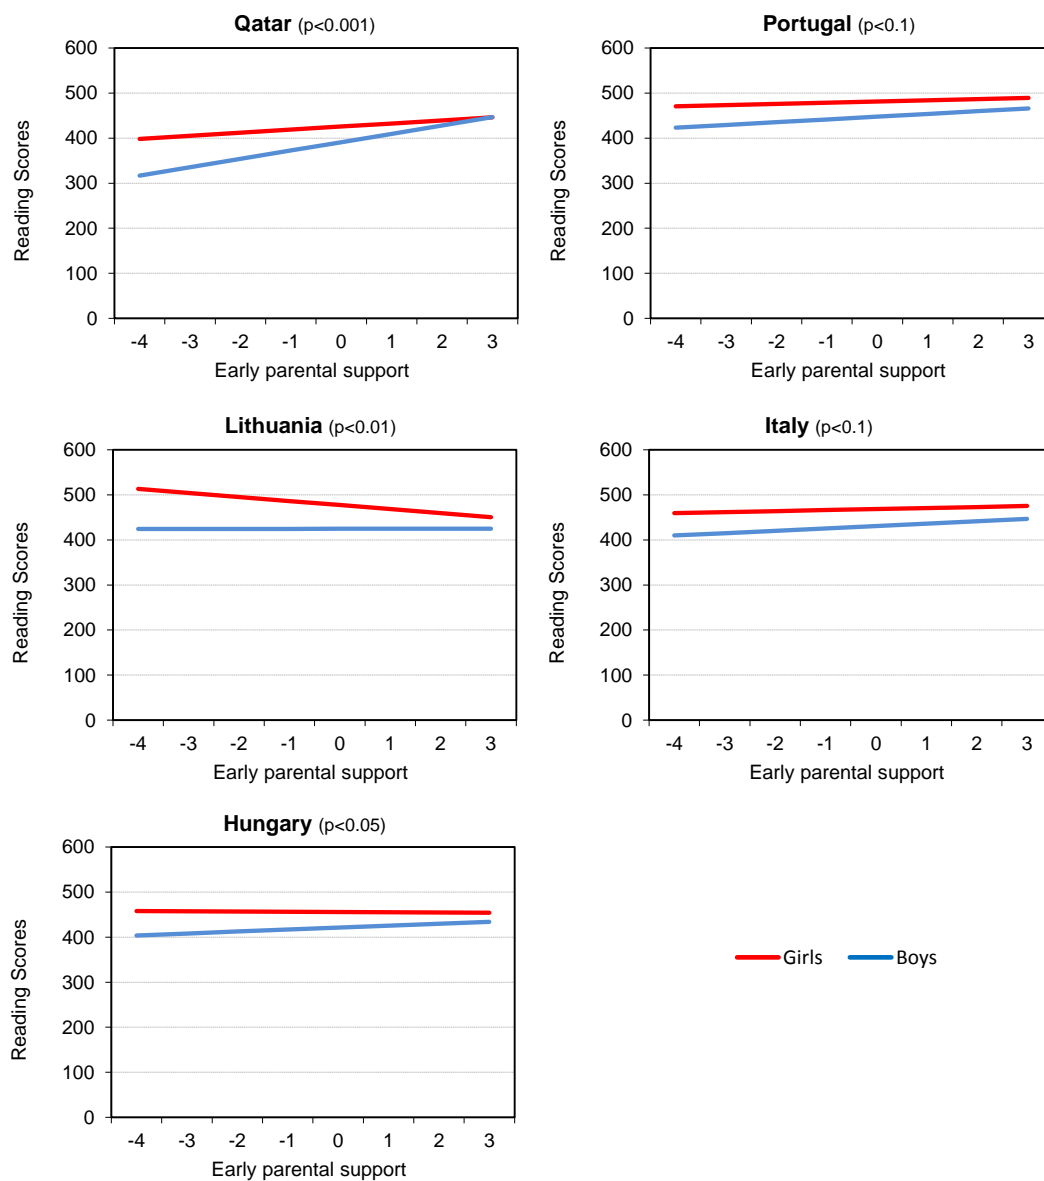 Qatar (p<0.001)
600
500
400
300
200
100
0
Reading Scores
-4 -3 -2 -1 0 1 2 3
Early parental support
Portugal (p<0.1)
600
500
400
300
200
100
0
Reading Scores
-4 -3 -2 -1 0 1 2 3
Early parental support
Lithuania (p<0.01)
600
500
400
300
200
100
0
Reading Scores
-4 -3 -2 -1 0 1 2 3
Early parental support
Italy (p<0.1)
600
500
400
300
200
100
0
Reading Scores
-4 -3 -2 -1 0 1 2 3
Early parental support
Hungary (p<0.05)
600
500
400
300
200
100
0
Reading Scores
-4 -3 -2 -1 0 1 2 3
Early parental support
Girls Boys